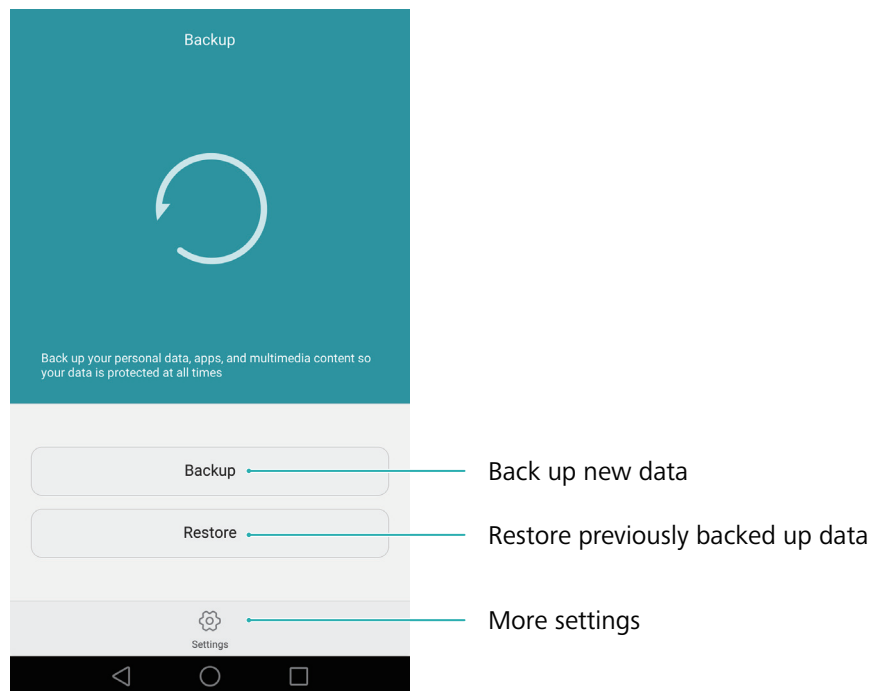 Backup
Back up your personal data, apps, and multimedia content so
your data is protected at all times
Backup
Back up new data
Restore
Restore previously backed up data
Settings
More settings